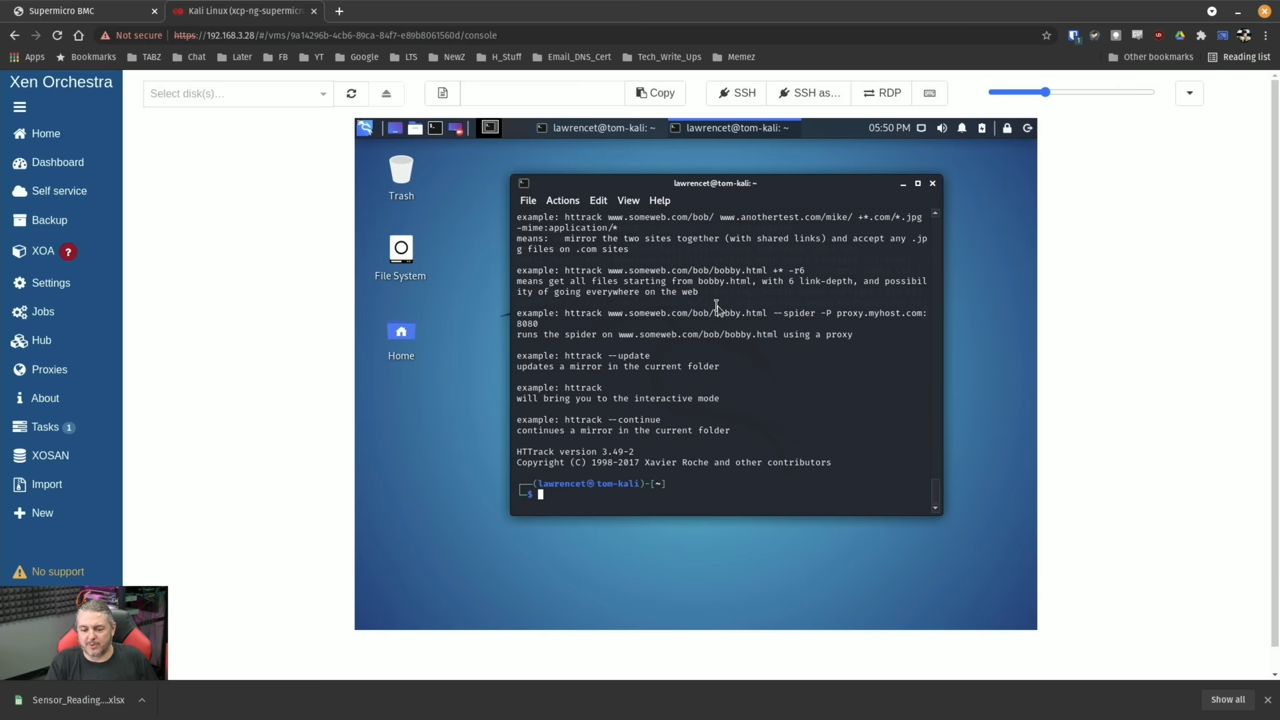 Supermicro BMC
Kali Linux (xcp-ng-supermicr
Not secure
https://192.168.3.28/#/vms/9a14296b-4cb6-89ca-84f7-e89b8061560d/console
Apps
Bookmarks
TABZ
Chat
Later
FB
YT
Google
LTS
NewZ
H_Stuff
Email_DNS_Cert
Tech_Write_Ups
Memez
Other bookmarks
Reading list
Xen Orchestra
Select disk(s)...
Copy
SSH
SSH as...
RDP
Home
Dashboard
Self service
Backup
XOA ?
Settings
Jobs
Hub
Proxies
About
Tasks 1
XOSAN
Import
New
No support
lawrencet@tom-kali: ~
lawrencet@tom-kali: ~
05:50 PM
Trash
File System
Home
lawrencet@tom-kali: ~
File Actions Edit View Help
example: httrack www.someweb.com/bob/ www.anothertest.com/mike/ +*.com/*.jpg
-mime:application/*
means: mirror the two sites together (with shared links) and accept any .jp
g files on .com sites
example: httrack www.someweb.com/bob/bobby.html +* -r6
means get all files starting from bobby.html, with 6 link-depth, and possibil
ity of going everywhere on the web
example: httrack www.someweb.com/bob/bobby.html --spider -P proxy.myhost.com:
8080
runs the spider on www.someweb.com/bob/bobby.html using a proxy
example: httrack --update
updates a mirror in the current folder
example: httrack
will bring you to the interactive mode
example: httrack --continue
continues a mirror in the current folder
HTTrack version 3.49-2
Copyright (C) 1998-2017 Xavier Roche and other contributors
(lawrencet㉿tom-kali)-[~]
$
Sensor_Reading....xlsx
Show all